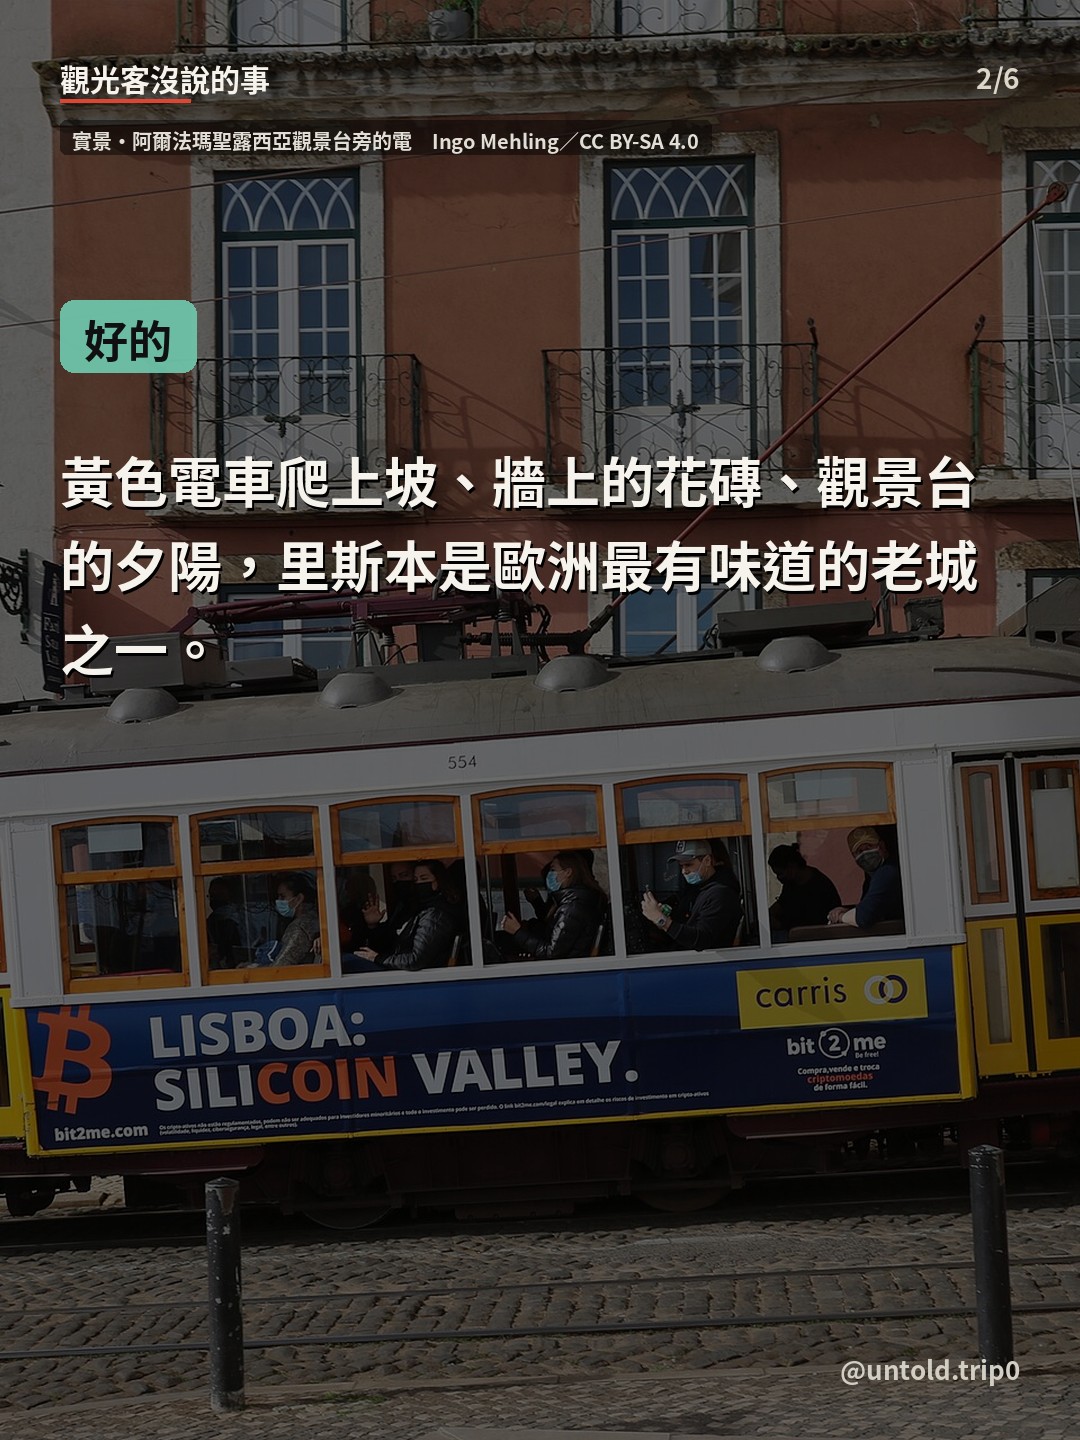 觀光客沒說的事
2/6
實景・阿爾法瑪聖露西亞觀景台旁的電 Ingo Mehling／CC BY-SA 4.0
好的
黃色電車爬上坡、牆上的花磚、觀景台
的夕陽，里斯本是歐洲最有味道的老城
之一。
554
carris
LISBOA:
SILICOIN VALLEY.
bit2me
Be free!
Compra,vende e troca
criptomoedas
de forma fácil.
bit2me.com
@untold.trip0